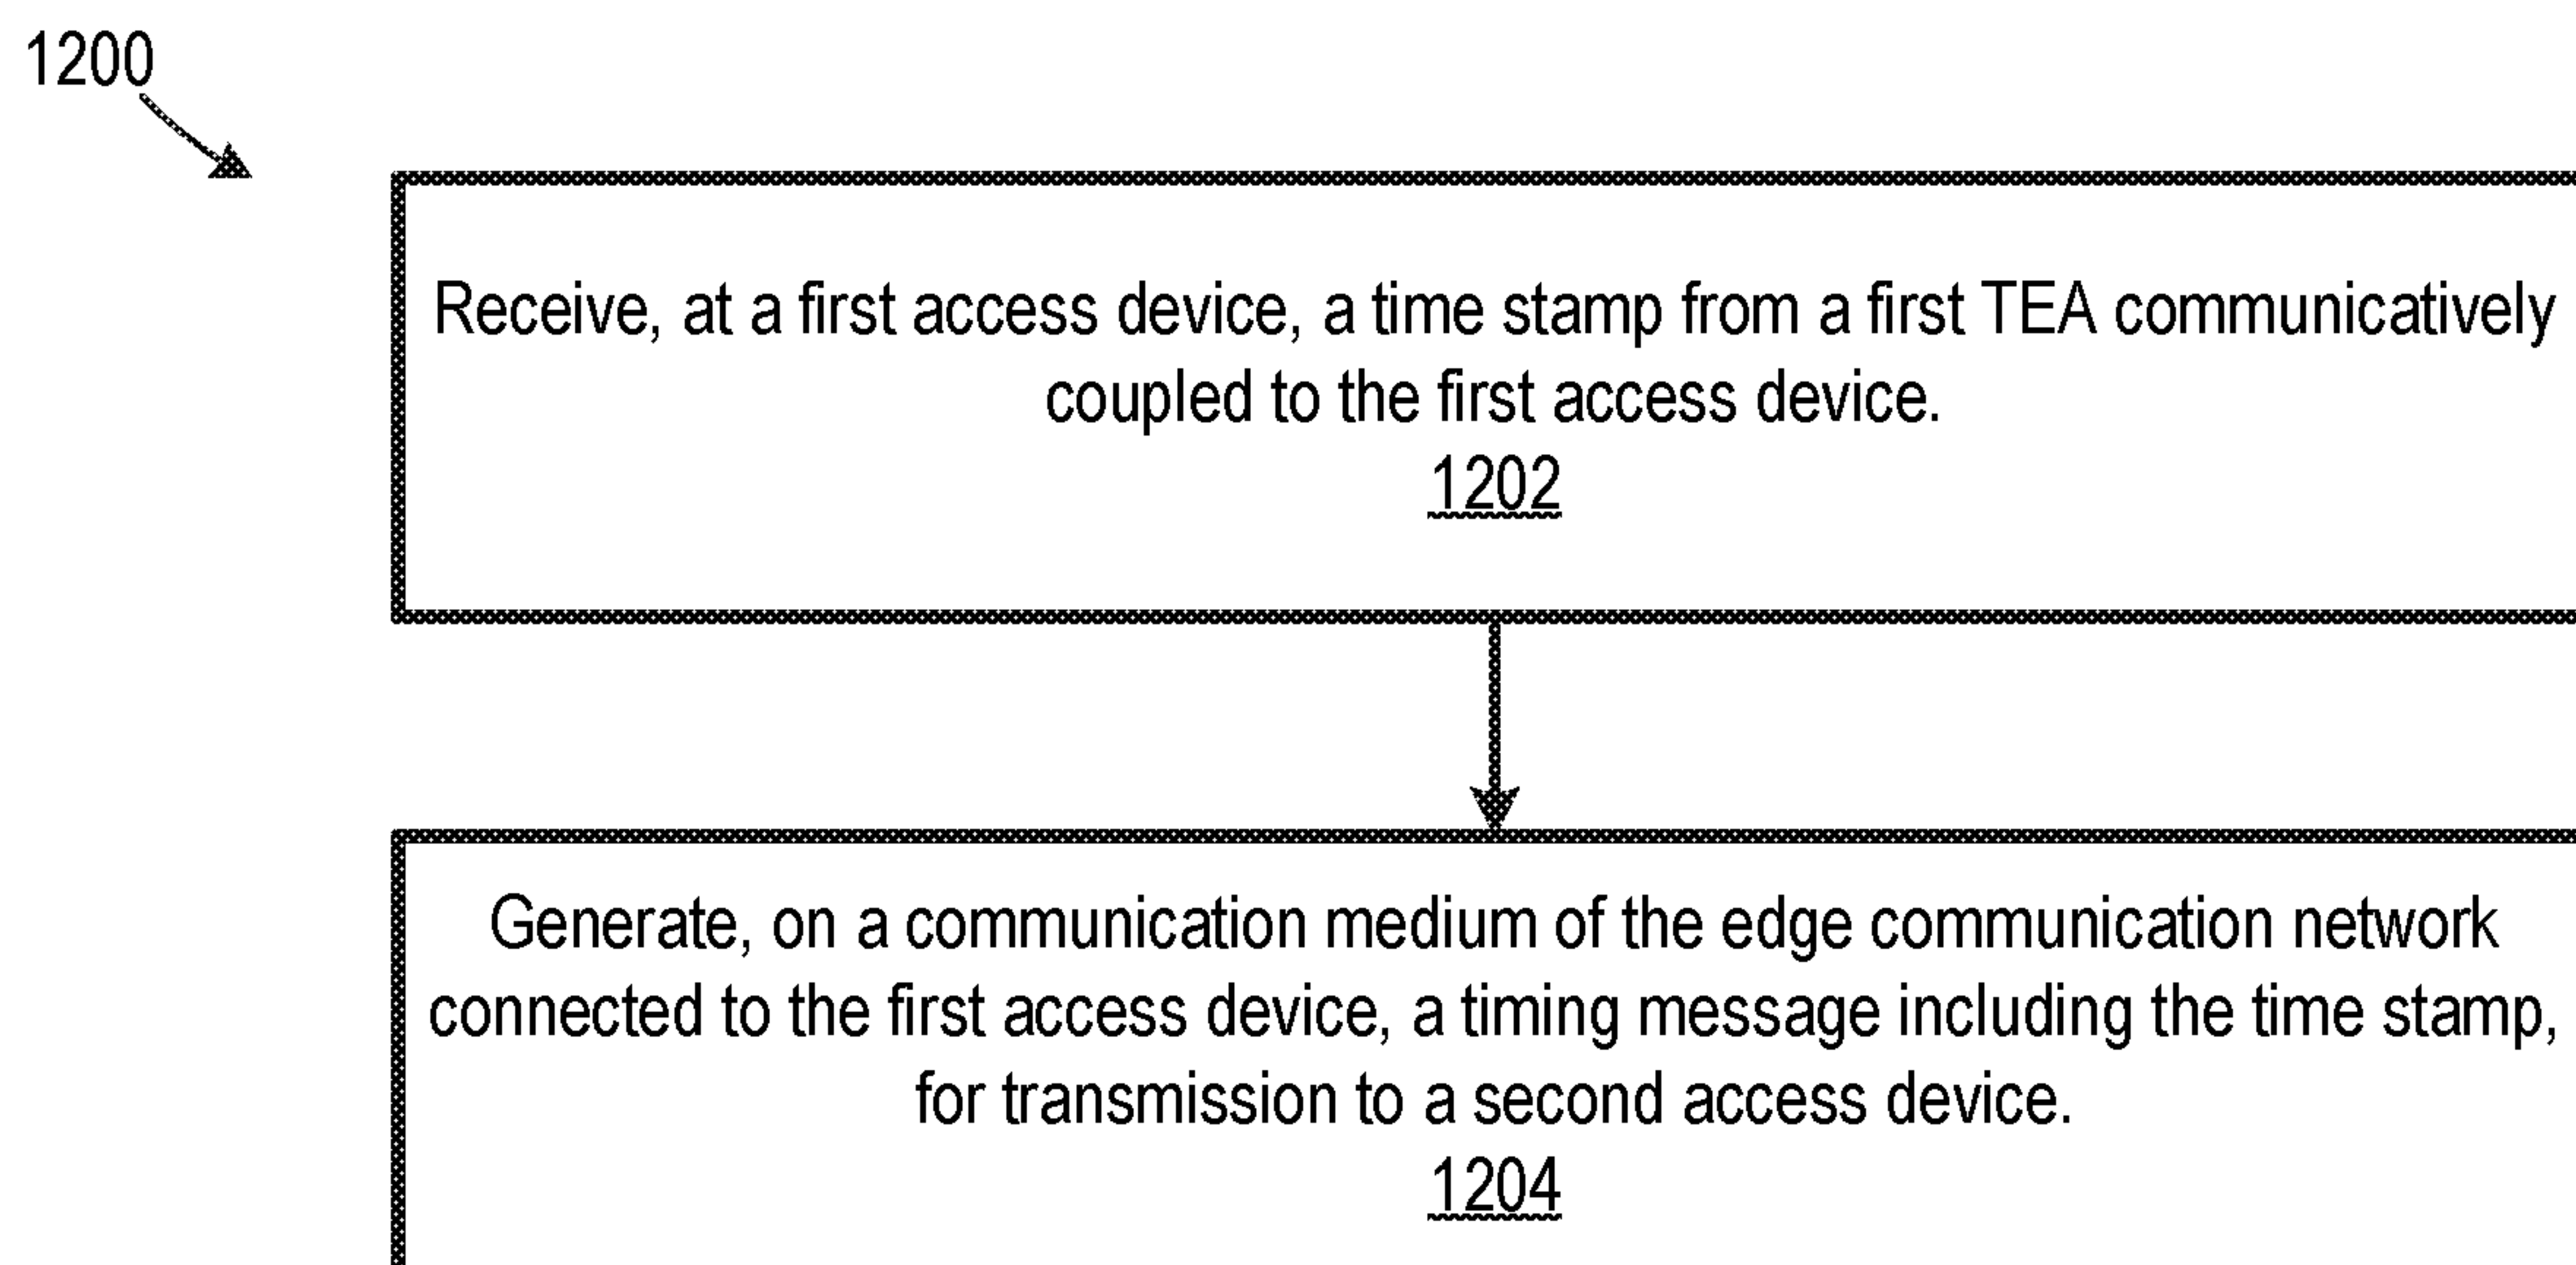 1200
Receive, at a first access device, a time stamp from a first TEA communicatively
coupled to the first access device.
1202
Generate, on a communication medium of the edge communication network
connected to the first access device, a timing message including the time stamp,
for transmission to a second access device.
1204